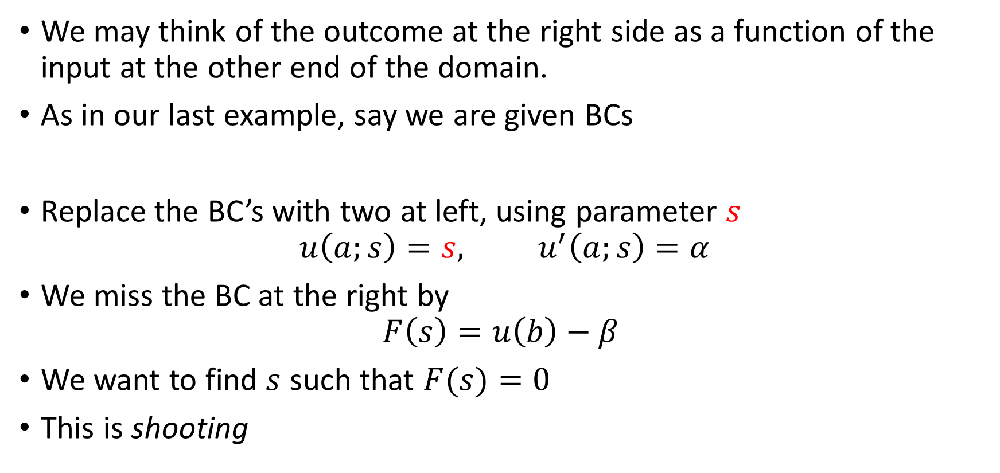 • We may think of the outcome at the right side as a function of the
input at the other end of the domain.
• As in our last example, say we are given BCs
• Replace the BC’s with two at left, using parameter s
u(a; s) = s, u′(a; s) = α
• We miss the BC at the right by
F(s) = u(b) − β
• We want to find s such that F(s) = 0
• This is shooting